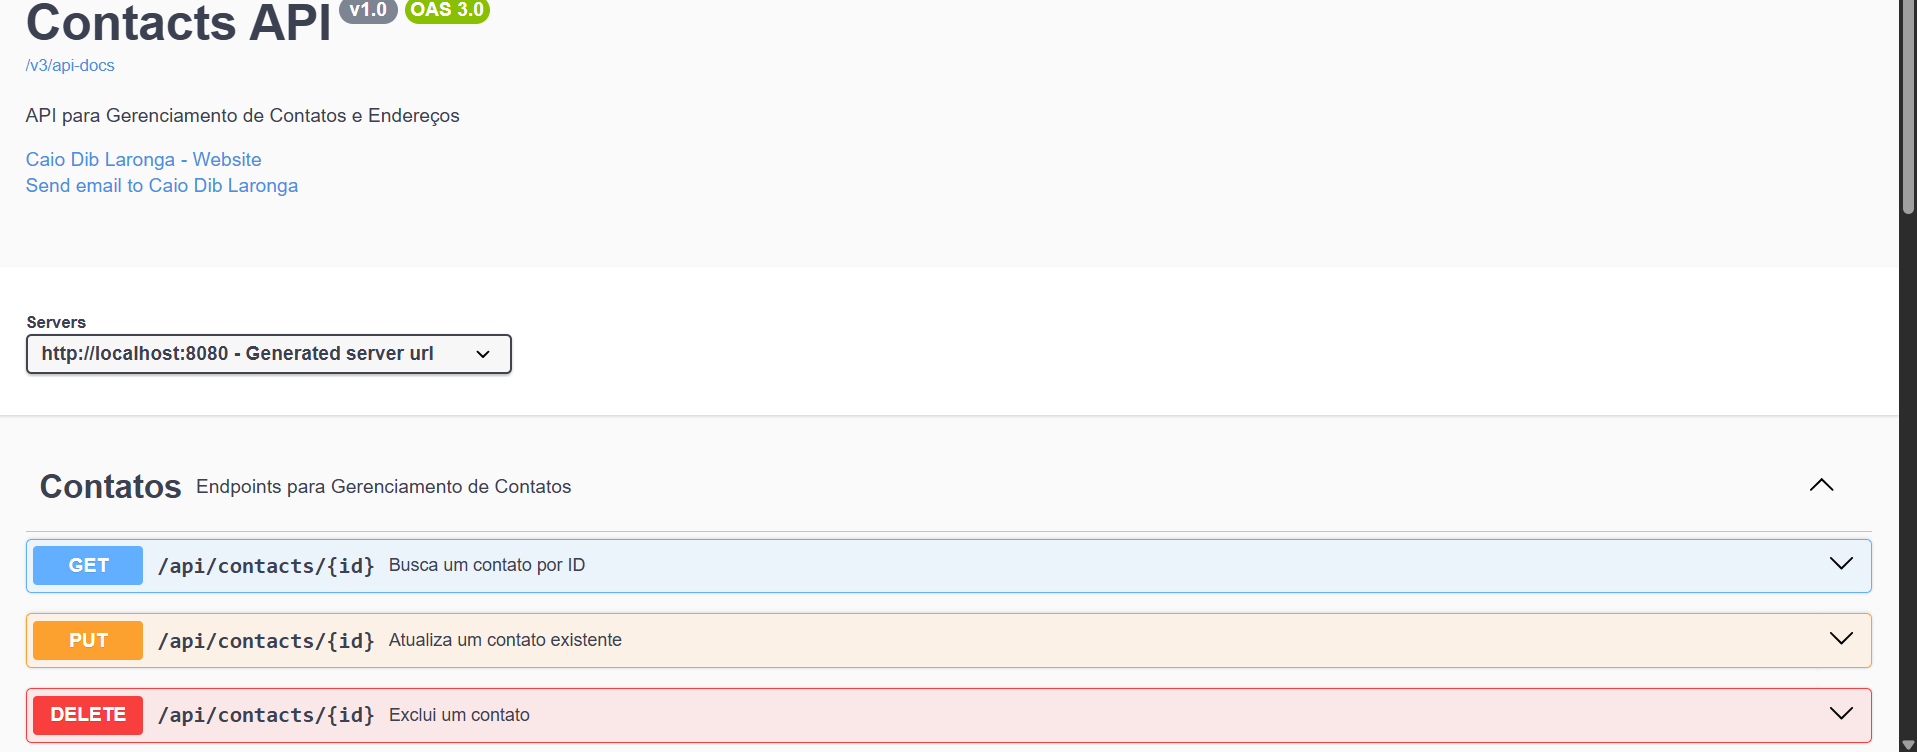 Contacts API v1.0 OAS 3.0
/v3/api-docs
API para Gerenciamento de Contatos e Endereços
Caio Dib Laronga - Website
Send email to Caio Dib Laronga
Servers
http://localhost:8080 - Generated server url
Contatos Endpoints para Gerenciamento de Contatos
GET /api/contacts/{id} Busca um contato por ID
PUT /api/contacts/{id} Atualiza um contato existente
DELETE /api/contacts/{id} Exclui um contato